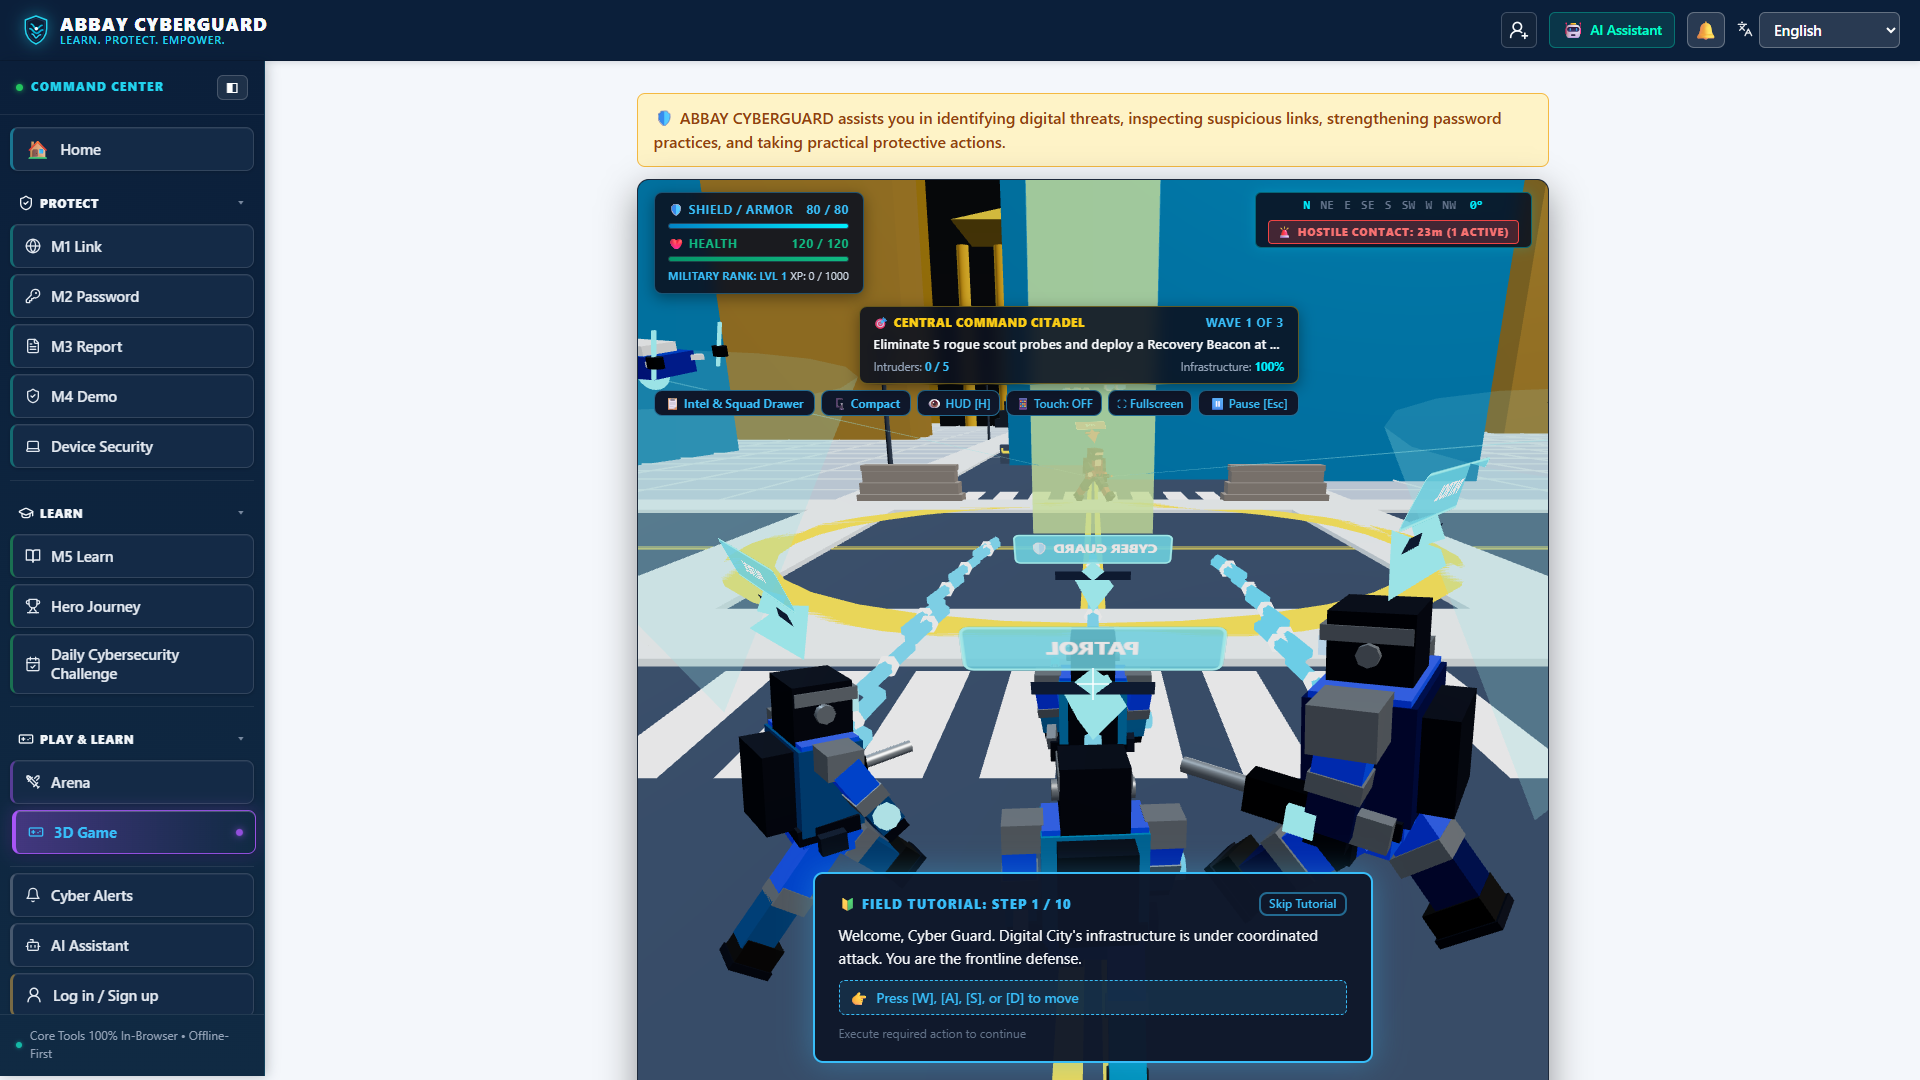 ABBAY CYBERGUARD
LEARN. PROTECT. EMPOWER.
AI Assistant
English
COMMAND CENTER
Home
PROTECT
M1 Link
M2 Password
M3 Report
M4 Demo
Device Security
LEARN
M5 Learn
Hero Journey
Daily Cybersecurity
Challenge
PLAY & LEARN
Arena
3D Game
Cyber Alerts
AI Assistant
Log in / Sign up
Core Tools 100% In-Browser • Offline-
First
ABBAY CYBERGUARD assists you in identifying digital threats, inspecting suspicious links, strengthening password
practices, and taking practical protective actions.
SHIELD / ARMOR 80 / 80
HEALTH 120 / 120
MILITARY RANK: LVL 1 XP: 0 / 1000
N NE E SE S SW W NW 0°
HOSTILE CONTACT: 23m (1 ACTIVE)
CENTRAL COMMAND CITADEL WAVE 1 OF 3
Eliminate 5 rogue scout probes and deploy a Recovery Beacon at ...
Intruders: 0 / 5 Infrastructure: 100%
Intel & Squad Drawer Compact HUD [H] Touch: OFF Fullscreen Pause [Esc]
CYBER GUARD
PATROL
FIELD TUTORIAL: STEP 1 / 10 Skip Tutorial
Welcome, Cyber Guard. Digital City's infrastructure is under coordinated
attack. You are the frontline defense.
Press [W], [A], [S], or [D] to move
Execute required action to continue